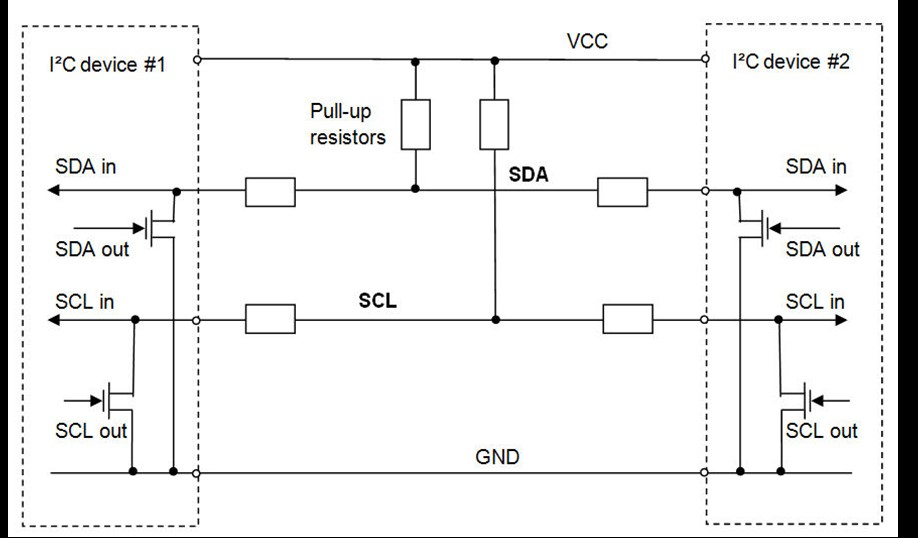 VCC
I²C device #1
I²C device #2
Pull-up
resistors
SDA in
SDA
SDA in
SDA out
SDA out
SCL in
SCL
SCL in
SCL out
SCL out
GND